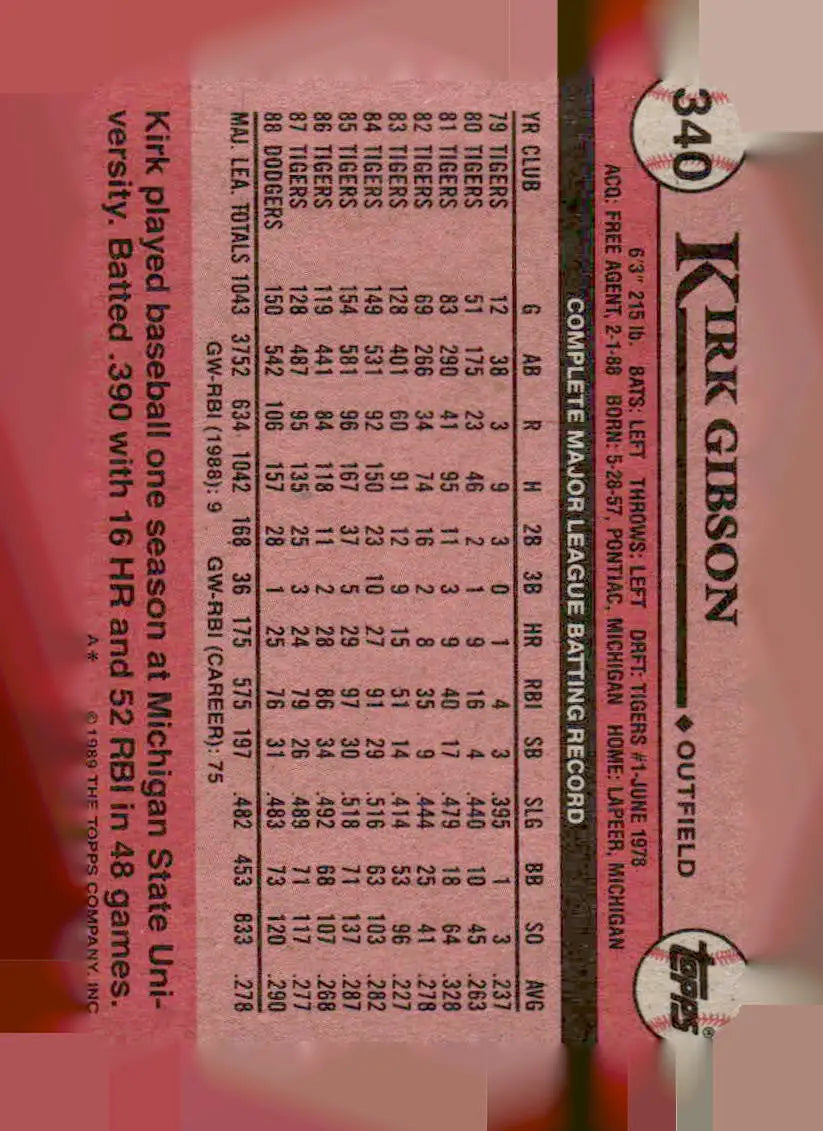 340 KIRK GIBSON ◆ OUTFIELD topps®
6'3" 215 lb. BATS: LEFT THROWS: LEFT DRFT: TIGERS #1-JUNE 1978
ACQ: FREE AGENT, 2-1-88 BORN: 5-28-57, PONTIAC, MICHIGAN HOME: LAPEER, MICHIGAN
COMPLETE MAJOR LEAGUE BATTING RECORD
YR CLUB G AB R H 2B 3B HR RBI SB SLG BB SO AVG
79 TIGERS 12 38 3 9 3 0 1 4 3 .395 1 3 .237
80 TIGERS 51 175 23 46 2 1 9 16 4 .440 10 45 .263
81 TIGERS 83 290 41 95 11 3 9 40 17 .479 18 64 .328
82 TIGERS 69 266 34 74 16 2 8 35 9 .444 25 41 .278
83 TIGERS 128 401 60 91 12 9 15 51 14 .414 53 96 .227
84 TIGERS 149 531 92 150 23 10 27 91 29 .516 63 103 .282
85 TIGERS 154 581 96 167 37 5 29 97 30 .518 71 137 .287
86 TIGERS 119 441 84 118 11 2 28 86 34 .492 68 107 .268
87 TIGERS 128 487 95 135 25 3 24 79 26 .489 71 117 .277
88 DODGERS 150 542 106 157 28 1 25 76 31 .483 73 120 .290
MAJ. LEA. TOTALS 1043 3752 634 1042 168 36 175 575 197 .482 453 833 .278
GW-RBI (1988): 9 GW-RBI (CAREER): 75
Kirk played baseball one season at Michigan State Uni-
versity. Batted .390 with 16 HR and 52 RBI in 48 games.
A* © 1989 THE TOPPS COMPANY, INC